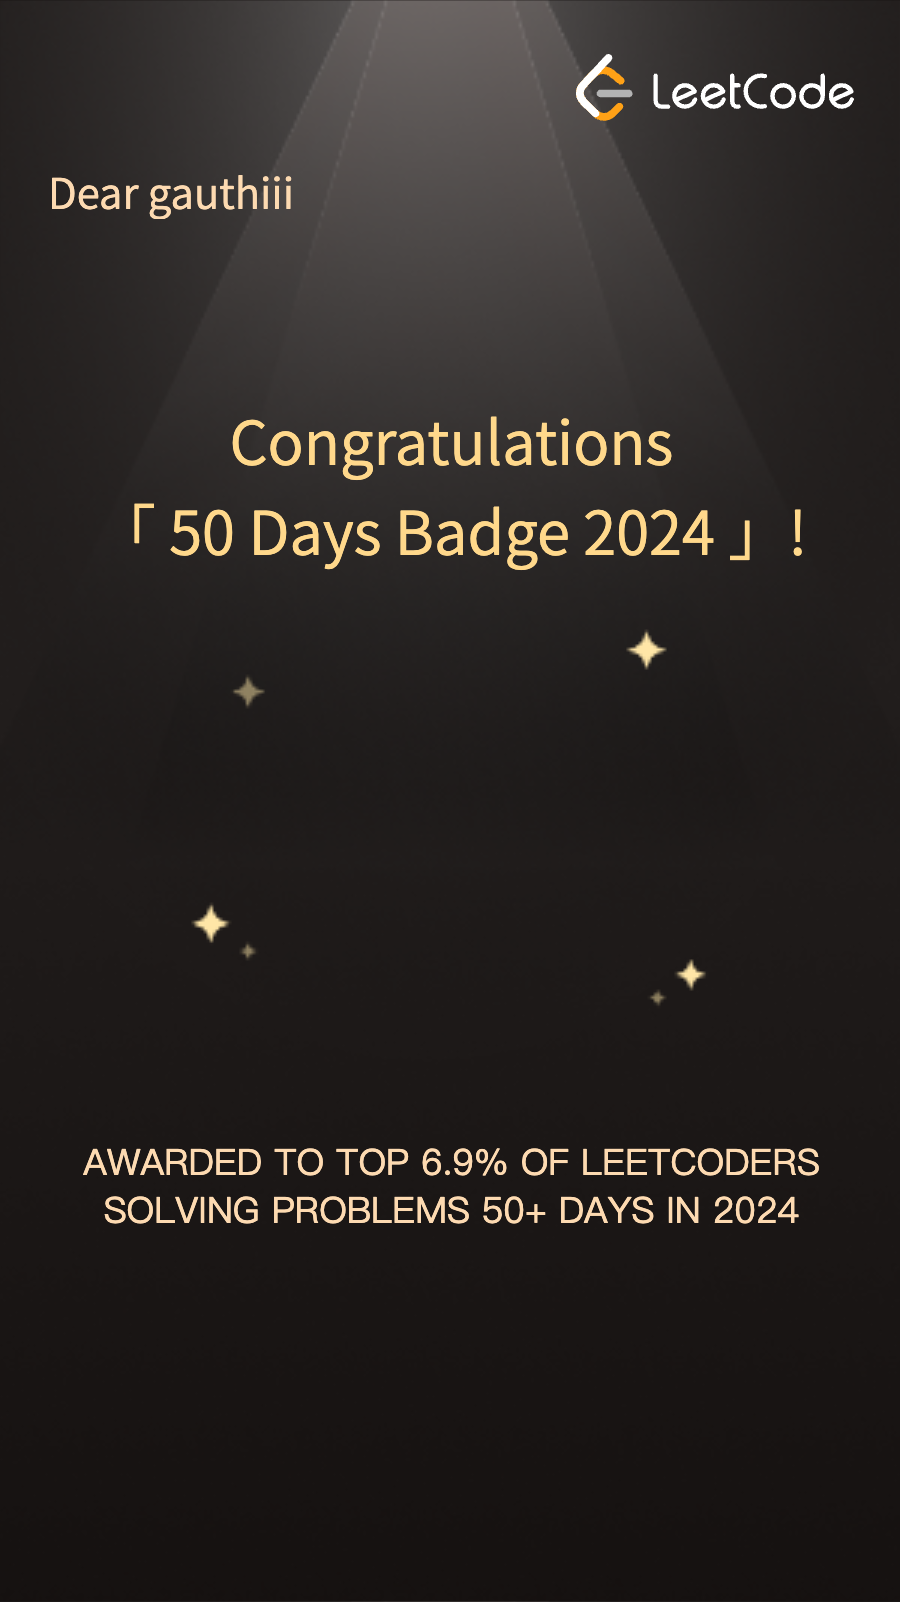 LeetCode
Dear gauthiii
Congratulations
「 50 Days Badge 2024 」 !
AWARDED TO TOP 6.9% OF LEETCODERS
SOLVING PROBLEMS 50+ DAYS IN 2024